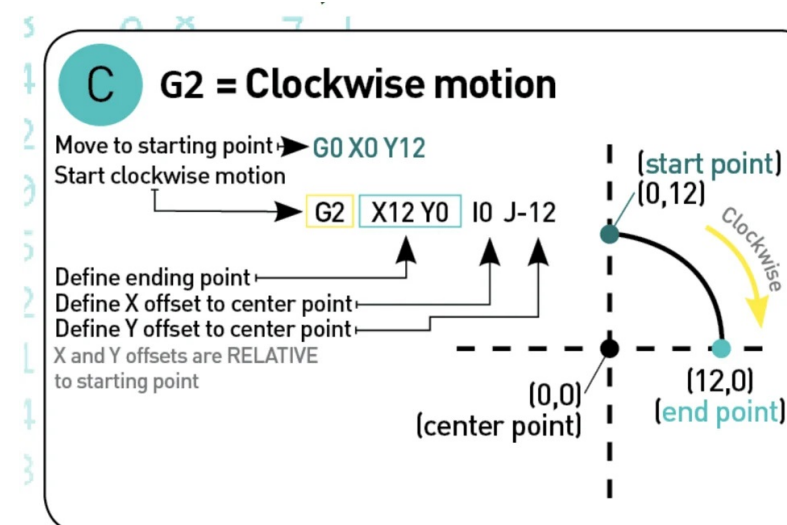 C
G2 = Clockwise motion
Move to starting point G0 X0 Y12
Start clockwise motion
G2 X12 Y0 I0 J-12
Define ending point
Define X offset to center point
Define Y offset to center point
X and Y offsets are RELATIVE
to starting point
(start point)
(0,12)
Clockwise
(0,0)
(center point)
(12,0)
(end point)